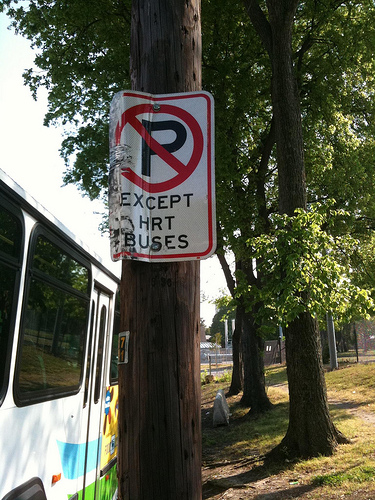 P
EXCEPT
HRT
BUSES